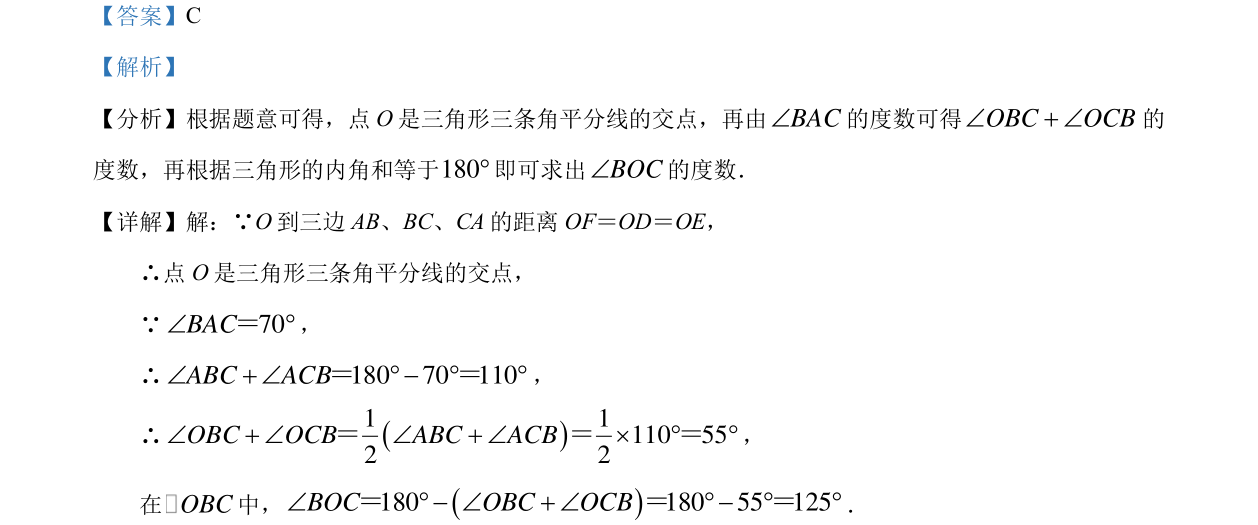 【答案】C
【解析】
【分析】根据题意可得，点 O 是三角形三条角平分线的交点，再由∠BAC 的度数可得∠OBC+∠OCB 的
度数，再根据三角形的内角和等于180°即可求出∠BOC 的度数．
【详解】解：∵O 到三边 AB、BC、CA 的距离 OF＝OD＝OE，
∴点 O 是三角形三条角平分线的交点，
∵∠BAC=70°，
∴∠ABC+∠ACB=180°−70°=110°，
∴∠OBC+∠OCB=1/2(∠ABC+∠ACB)=1/2×110°=55°，
在□OBC 中，∠BOC=180°−(∠OBC+∠OCB)=180°−55°=125°．